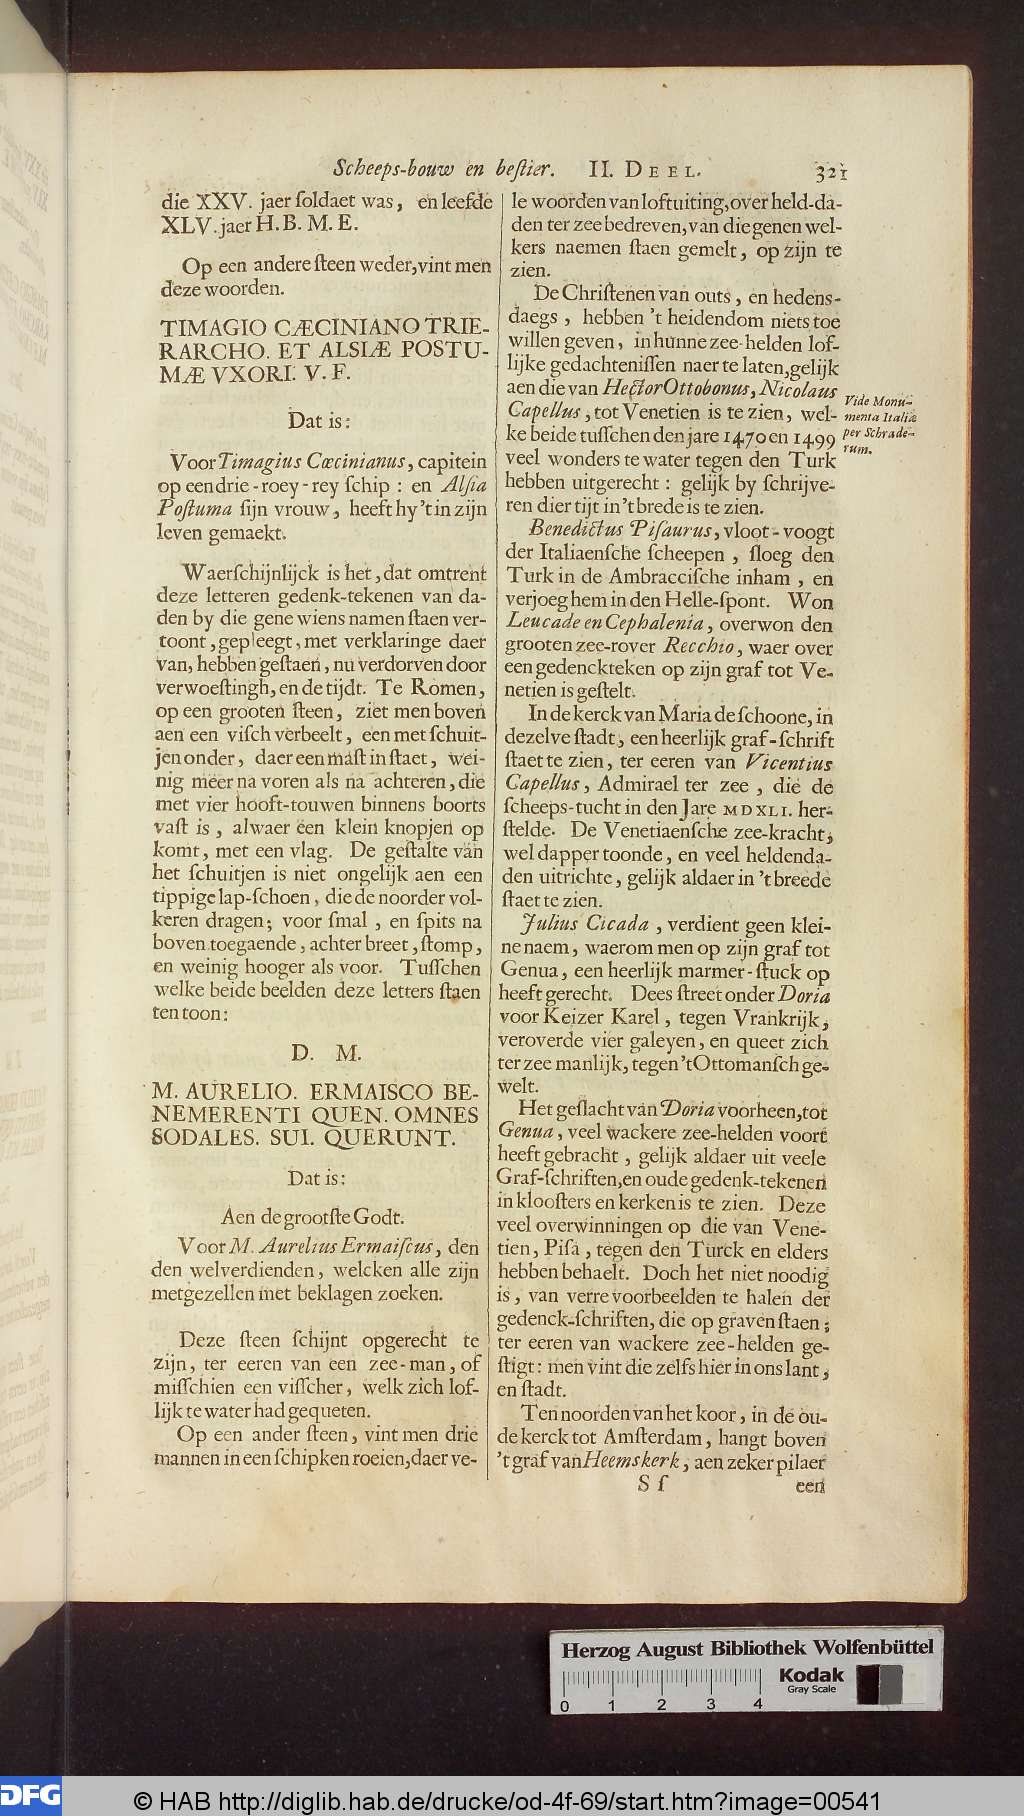 Scheeps-bouw en beſtier. II. DEEL. 321
die XXV. jaer ſoldaet was, en leefde
XLV. jaer H. B. M. E.
Op een andere ſteen weder, vint men
deze woorden.
TIMAGIO CÆCINIANO TRIE-
RARCHO. ET ALSIÆ POSTU-
MÆ VXORI. V. F.
Dat is:
Voor Timagius Cæcinianus, capitein
op een drie-roey-rey ſchip: en Alſia
Poſtuma ſijn vrouw, heeft hy 't in zijn
leven gemaekt.
Waerſchijnlijck is het, dat omtrent
deze letteren gedenk-tekenen van da-
den by die gene wiens namen ſtaen ver-
toont, gepleegt, met verklaringe daer
van, hebben geſtaen, nu verdorven door
verwoeſtingh, en de tijdt. Te Romen,
op een grooten ſteen, ziet men boven
aen een viſch verbeelt, een met ſchuit-
jen onder, daer een maſt in ſtaet, wei-
nig meer na voren als na achteren, die
met vier hooft-touwen binnens boorts
vaſt is, alwaer een klein knopjen op
komt, met een vlag. De geſtalte van
het ſchuitjen is niet ongelijk aen een
tippige lap-ſchoen, die de noorder vol-
keren dragen; voor ſmal, en ſpits na
boven toegaende, achter breet, ſtomp,
en weinig hooger als voor. Tuſſchen
welke beide beelden deze letters ſtaen
ten toon:
D. M.
M. AURELIO. ERMAISCO BE-
NEMERENTI QUEN. OMNES
SODALES. SUI. QUERUNT.
Dat is:
Aen de grootſte Godt.
Voor M. Aurelius Ermaiſcus, den
den welverdienden, welcken alle zijn
metgezellen met beklagen zoeken.
Deze ſteen ſchijnt opgerecht te
zijn, ter eeren van een zee-man, of
miſſchien een viſſcher, welk zich lof-
lijk te water had gequeten.
Op een ander ſteen, vint men drie
mannen in een ſchipken roeien, daer ve-
le woorden van loftuiting, over held-da-
den ter zee bedreven, van die genen wel-
kers naemen ſtaen gemelt, op zijn te
zien.
De Chriſtenen van outs, en hedens-
daegs, hebben 't heidendom niets toe
willen geven, in hunne zee-helden lof-
lijke gedachteniſſen naer te laten, gelijk
aen die van Hector Ottobonus, Nicolaus
Capellus, tot Venetien is te zien, wel-
ke beide tuſſchen den jare 1470 en 1499
veel wonders te water tegen den Turk
hebben uitgerecht: gelijk by ſchrijve-
ren dier tijt in 't brede is te zien.
Vide Monu-
menta Italiæ
per Schrade-
rum.
Benedictus Piſaurus, vloot-voogt
der Italiaenſche ſcheepen, ſloeg den
Turk in de Ambracciſche inham, en
verjoeg hem in den Helle-ſpont. Won
Leucade en Cephalenia, overwon den
grooten zee-rover Recchio, waer over
een gedenckteken op zijn graf tot Ve-
netien is geſtelt.
In de kerck van Maria de ſchoone, in
dezelve ſtadt, een heerlijk graf-ſchrift
ſtaet te zien, ter eeren van Vicentius
Capellus, Admirael ter zee, die de
ſcheeps-tucht in den Jare MDXLI. her-
ſtelde. De Venetiaenſche zee-kracht,
wel dapper toonde, en veel heldenda-
den uitrichte, gelijk aldaer in 't breede
ſtaet te zien.
Julius Cicada, verdient geen klei-
ne naem, waerom men op zijn graf tot
Genua, een heerlijk marmer-ſtuck op
heeft gerecht. Dees ſtreet onder Doria
voor Keizer Karel, tegen Vrankrijk,
veroverde vier galeyen, en queet zich
ter zee manlijk, tegen 't Ottomanſch ge-
welt.
Het geſlacht van Doria voorheen, tot
Genua, veel wackere zee-helden voort
heeft gebracht, gelijk aldaer uit veele
Graf-ſchriften, en oude gedenk-tekenen
in klooſters en kerken is te zien. Deze
veel overwinningen op die van Vene-
tien, Piſa, tegen den Turck en elders
hebben behaelt. Doch het niet noodig
is, van verre voorbeelden te halen der
gedenck-ſchriften, die op graven ſtaen;
ter eeren van wackere zee-helden ge-
ſtigt: men vint die zelfs hier in ons lant,
en ſtadt.
Ten noorden van het koor, in de ou-
de kerck tot Amſterdam, hangt boven
't graf van Heemskerk, aen zeker pilaer
Sſ een
Herzog August Bibliothek Wolfenbüttel
Kodak
Gray Scale
0 1 2 3 4
DFG © HAB http://diglib.hab.de/drucke/od-4f-69/start.htm?image=00541